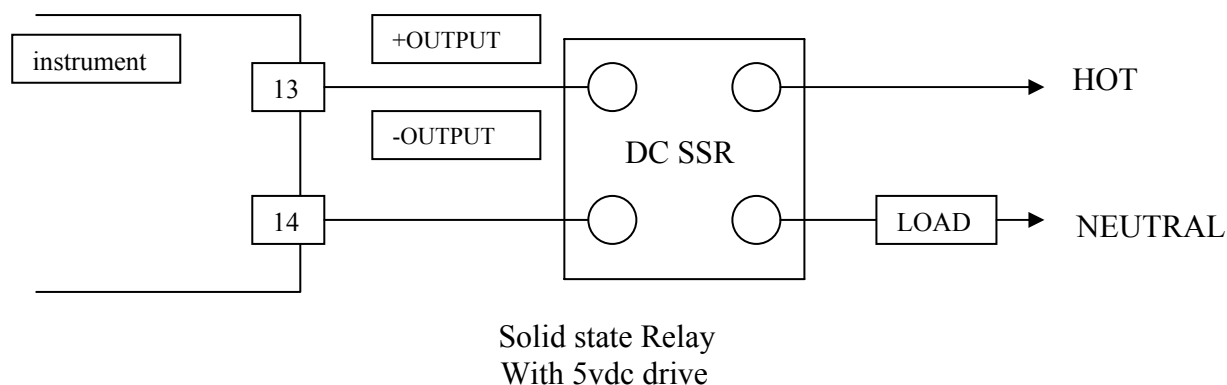 +OUTPUT
instrument
13
HOT
-OUTPUT
DC SSR
14
LOAD
NEUTRAL
Solid state Relay
With 5vdc drive